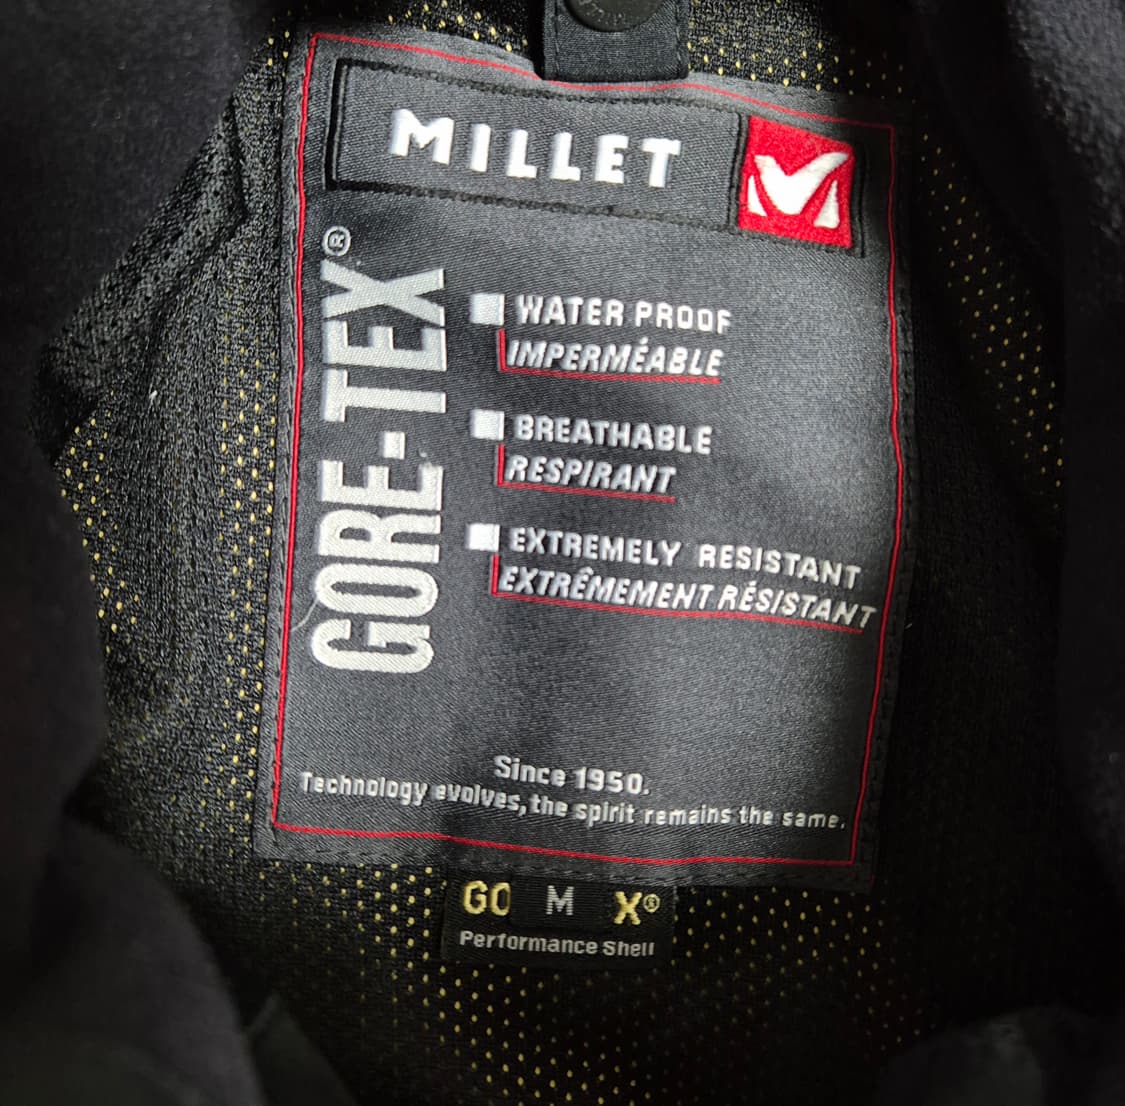 MILLET
GORE-TEX®
WATER PROOF
IMPERMÉABLE
BREATHABLE
RESPIRANT
EXTREMELY RESISTANT
EXTRÊMEMENT RÉSISTANT
Since 1950.
Technology evolves, the spirit remains the same.
GO M X®
Performance Shell